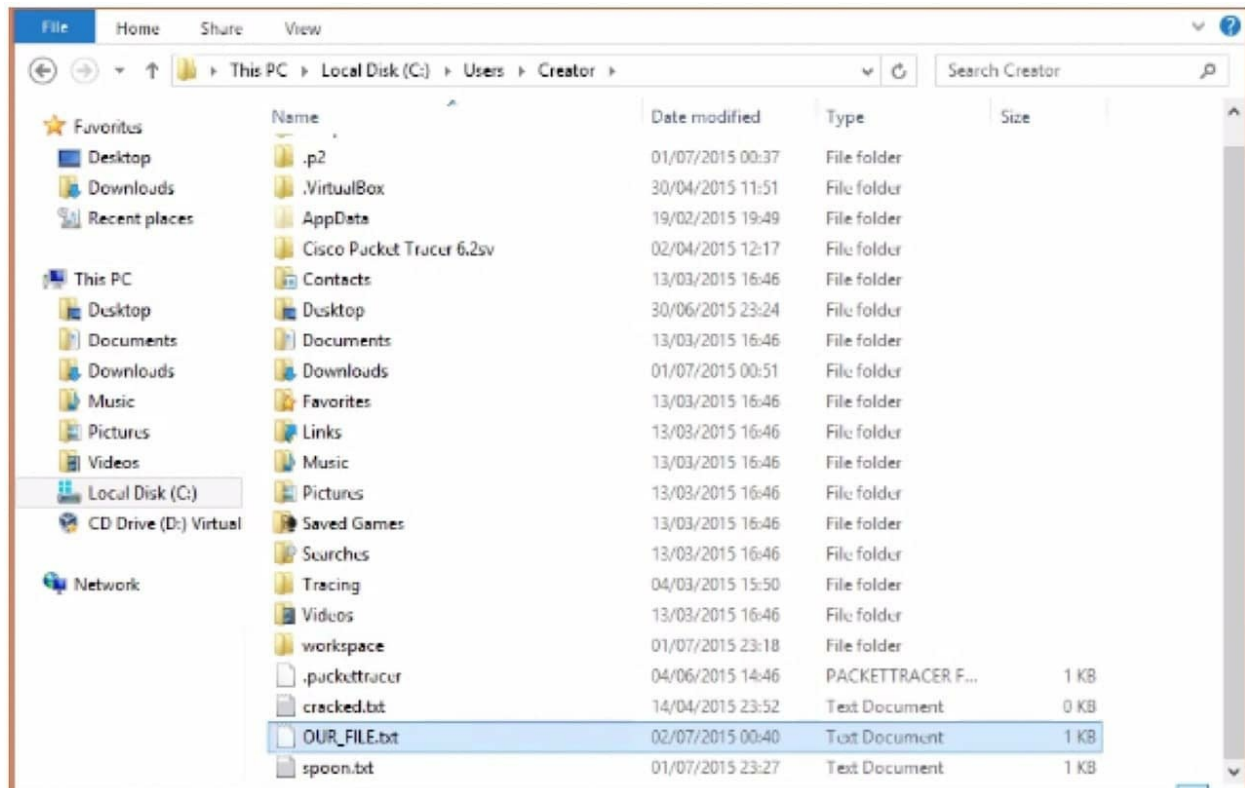 File Home Share View
This PC Local Disk (C:) Users Creator Search Creator
Name Date modified Type Size
Favorites
Desktop
Downloads
Recent places
This PC
Desktop
Documents
Downloads
Music
Pictures
Videos
Local Disk (C:)
CD Drive (D:) Virtual
Network
.p2 01/07/2015 00:37 File folder
.VirtualBox 30/04/2015 11:51 File folder
AppData 19/02/2015 19:49 File folder
Cisco Packet Tracer 6.2sv 02/04/2015 12:17 File folder
Contacts 13/03/2015 16:46 File folder
Desktop 30/06/2015 23:24 File folder
Documents 13/03/2015 16:46 File folder
Downloads 01/07/2015 00:51 File folder
Favorites 13/03/2015 16:46 File folder
Links 13/03/2015 16:46 File folder
Music 13/03/2015 16:46 File folder
Pictures 13/03/2015 16:46 File folder
Saved Games 13/03/2015 16:46 File folder
Searches 13/03/2015 16:46 File folder
Tracing 04/03/2015 15:50 File folder
Videos 13/03/2015 16:46 File folder
workspace 01/07/2015 23:18 File folder
.packettracer 04/06/2015 14:46 PACKETTRACER F... 1 KB
cracked.txt 14/04/2015 23:52 Text Document 0 KB
OUR_FILE.txt 02/07/2015 00:40 Text Document 1 KB
spoon.txt 01/07/2015 23:27 Text Document 1 KB